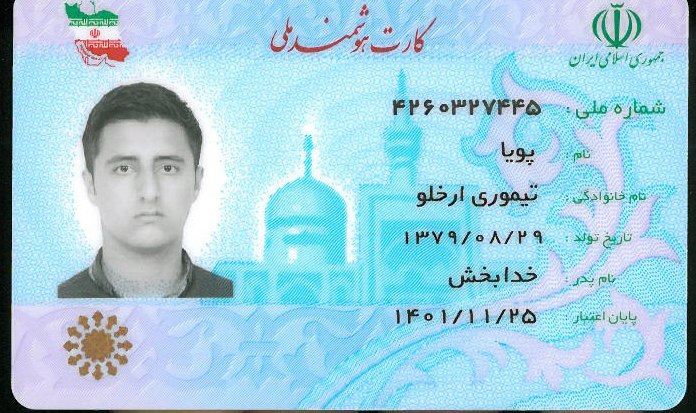 کارت هوشمند ملی
جمهوری اسلامی ایران
شماره ملی: ۴۲۶۰۳۲۷۴۴۵
نام: پویا
نام خانوادگی: تیموری ارخلو
تاریخ تولد: ۱۳۷۹/۰۸/۲۹
نام پدر: خدابخش
پایان اعتبار: ۱۴۰۱/۱۱/۲۵